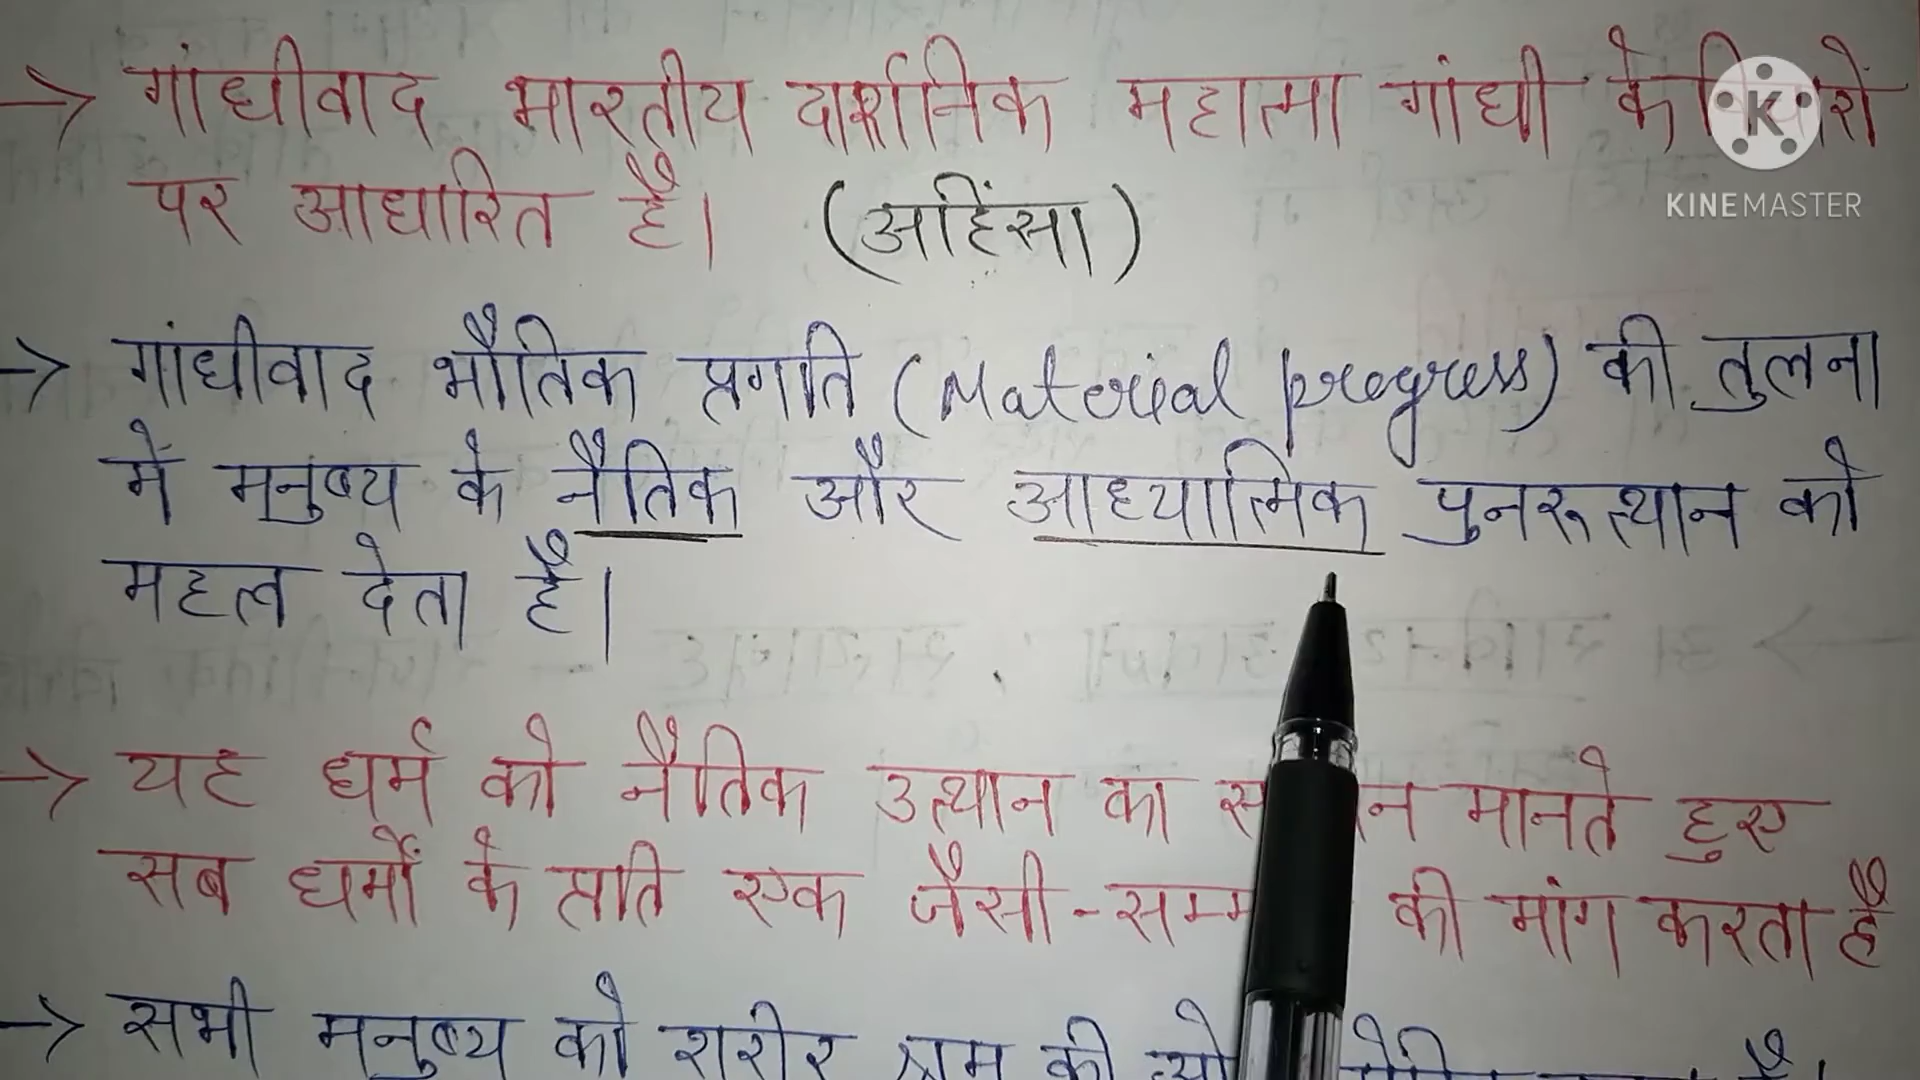 → गांधीवाद भारतीय दार्शनिक महात्मा गांधी के
पर आधारित है। (अहिंसा)
→ गांधीवाद भौतिक प्रगति (Material progress) की तुलना
में मनुष्य के नैतिक और आध्यात्मिक पुनरुत्थान को
महत्व देता है।
→ यह धर्म को नैतिक उत्थान का मानते हुए
सब धर्मों के प्रति एक जैसी - की मांग करता है
→ सभी मनुष्य को शरीर श्रम की है।
K
KINEMASTER